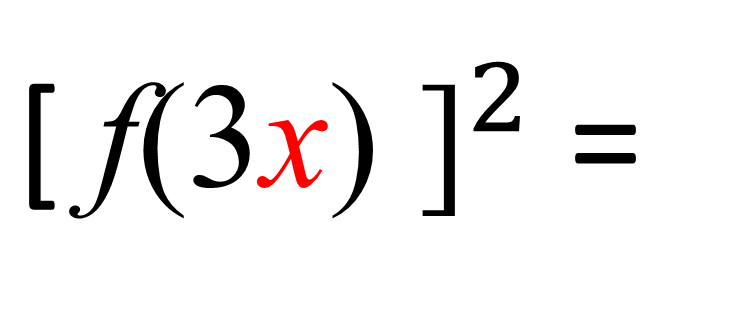 [ f(3x) ]² =